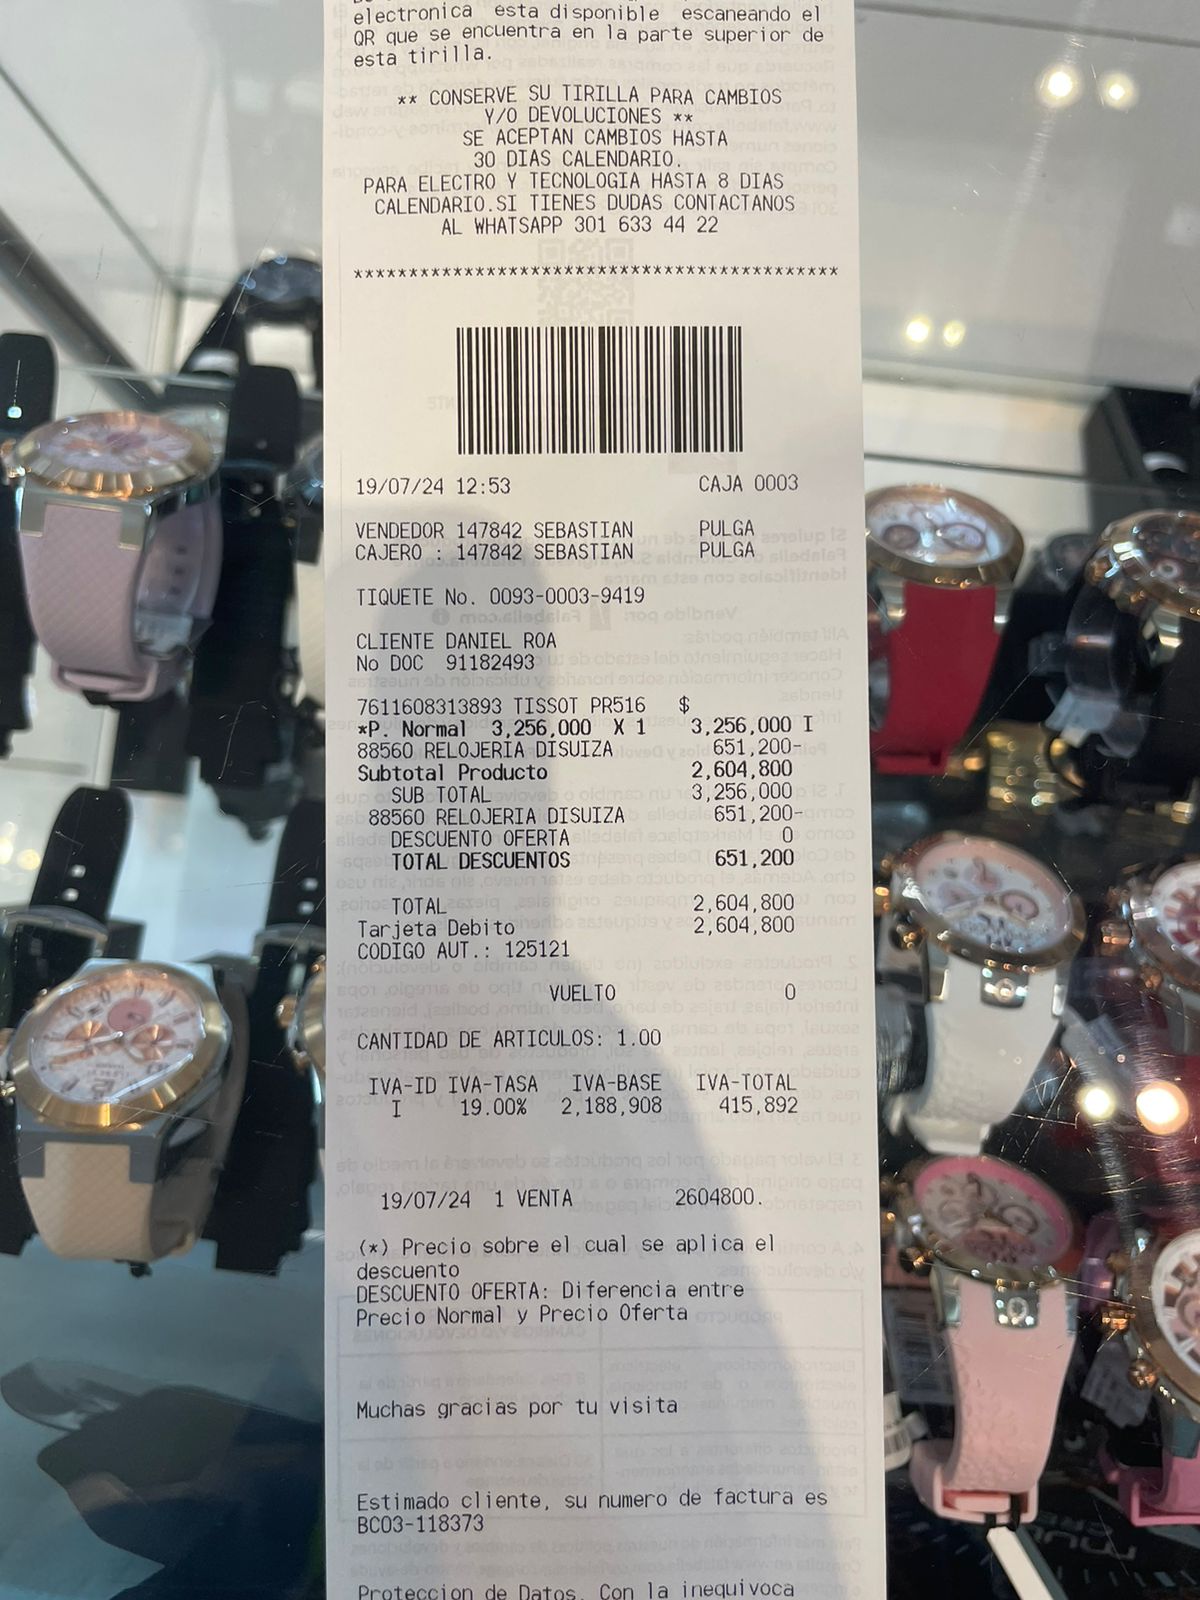 electronica esta disponible escaneando el
QR que se encuentra en la parte superior de
esta tirilla.
** CONSERVE SU TIRILLA PARA CAMBIOS
Y/O DEVOLUCIONES **
SE ACEPTAN CAMBIOS HASTA
30 DIAS CALENDARIO.
PARA ELECTRO Y TECNOLOGIA HASTA 8 DIAS
CALENDARIO.SI TIENES DUDAS CONTACTANOS
AL WHATSAPP 301 633 44 22
********************************************
19/07/24 12:53 CAJA 0003
VENDEDOR 147842 SEBASTIAN PULGA
CAJERO : 147842 SEBASTIAN PULGA
TIQUETE No. 0093-0003-9419
CLIENTE DANIEL ROA
No DOC 91182493
7611608313893 TISSOT PR516 $
*P. Normal 3,256,000 X 1 3,256,000 I
88560 RELOJERIA DISUIZA 651,200-
Subtotal Producto 2,604,800
SUB TOTAL 3,256,000
88560 RELOJERIA DISUIZA 651,200-
DESCUENTO OFERTA 0
TOTAL DESCUENTOS 651,200
TOTAL 2,604,800
Tarjeta Debito 2,604,800
CODIGO AUT.: 125121
VUELTO 0
CANTIDAD DE ARTICULOS: 1.00
IVA-ID IVA-TASA IVA-BASE IVA-TOTAL
I 19.00% 2,188,908 415,892
19/07/24 1 VENTA 2604800.
(*) Precio sobre el cual se aplica el
descuento
DESCUENTO OFERTA: Diferencia entre
Precio Normal y Precio Oferta
Muchas gracias por tu visita
Estimado cliente, su numero de factura es
BC03-118373
Proteccion de Datos. Con la inequivoca